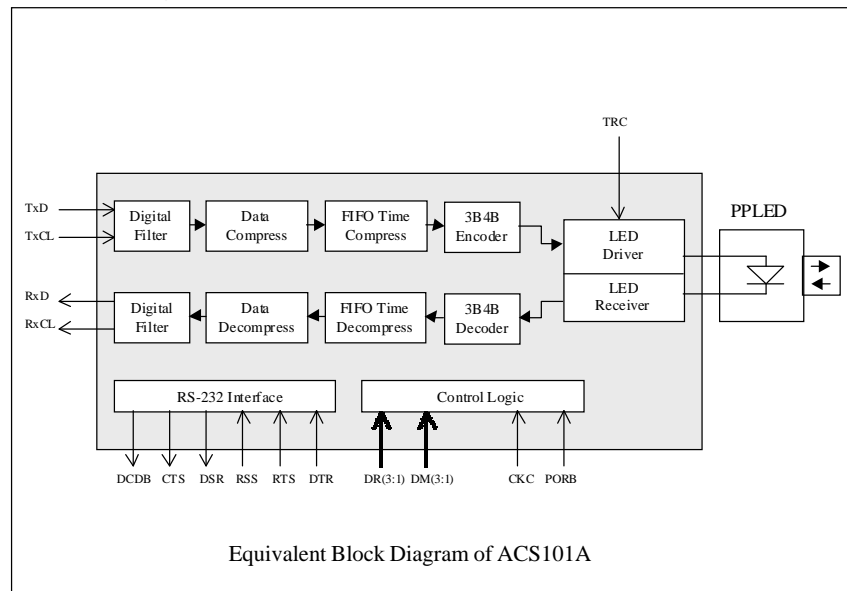 TRC
PPLED
TxD
TxCL
Digital
Filter
Data
Compress
FIFO Time
Compress
3B4B
Encoder
LED
Driver
RxD
RxCL
Digital
Filter
Data
Decompress
FIFO Time
Decompress
3B4B
Decoder
LED
Receiver
RS-232 Interface
Control Logic
DCDB CTS DSR RSS RTS DTR DR(3:1) DM(3:1) CKC PORB
Equivalent Block Diagram of ACS101A